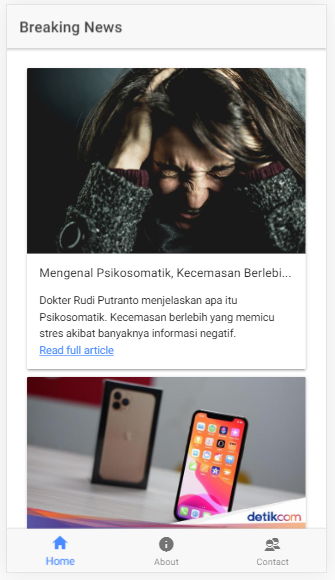 Breaking News
Mengenal Psikosomatik, Kecemasan Berlebi...
Dokter Rudi Putranto menjelaskan apa itu
Psikosomatik. Kecemasan berlebih yang memicu
stres akibat banyaknya informasi negatif.
Read full article
detikcom
Home
About
Contact